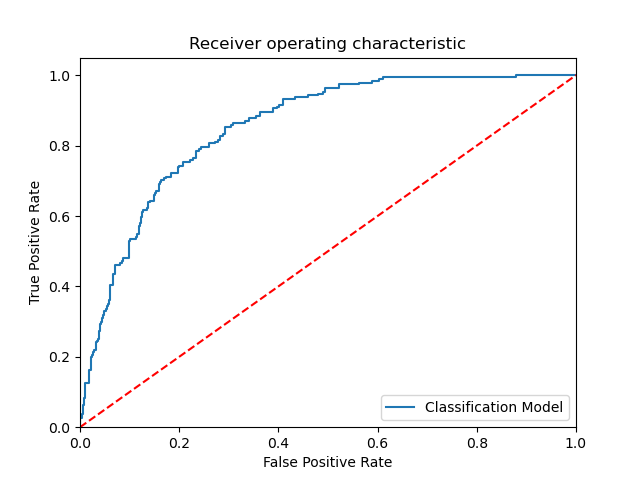 Receiver operating characteristic
True Positive Rate
1.0
0.8
0.6
0.4
0.2
0.0
Classification Model
0.0 0.2 0.4 0.6 0.8 1.0
False Positive Rate